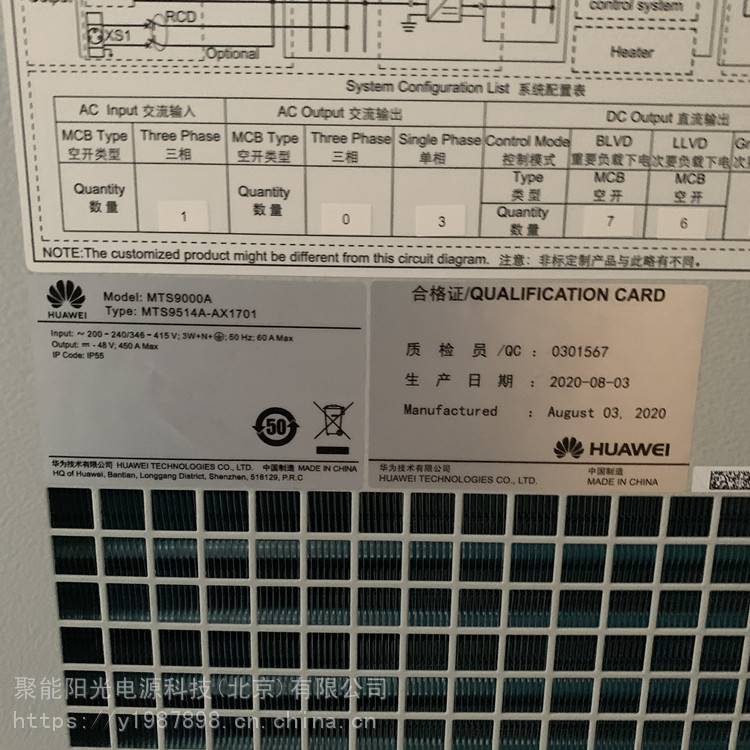 RCD
control system
XS1
Optional
Heater
System Configuration List 系统配置表
AC Input 交流输入 AC Output 交流输出 DC Output 直流输出
MCB Type Three Phase MCB Type Three Phase Single Phase Control Mode BLVD LLVD
空开类型 三相 空开类型 三相 单相 控制模式 重要负载下电 次要负载下电
Type MCB MCB
类型 空开 空开
Quantity 1 Quantity 0 3 Quantity 7 6
数量 数量 数量
NOTE:The customized product might be different from this circuit diagram. 注意：非标定制产品与此略有不同。
HUAWEI
Model: MTS9000A
Type: MTS9514A-AX1701
Input: ~ 200-240/346-415 V; 3W+N+; 50 Hz; 60 A Max
Output: ⎓ -48 V; 450 A Max
IP Code: IP55
50
华为技术有限公司 HUAWEI TECHNOLOGIES CO., LTD. 中国制造 MADE IN CHINA
HQ of Huawei, Bantian, Longgang District, Shenzhen, 518129, P.R.C
合格证/QUALIFICATION CARD
质检员/QC : 0301567
生产日期 : 2020-08-03
Manufactured : August 03, 2020
HUAWEI
华为技术有限公司 中国制造
HUAWEI TECHNOLOGIES CO., LTD. MADE IN CHINA
聚能阳光电源科技(北京)有限公司
https://y1987898.cn.china.cn